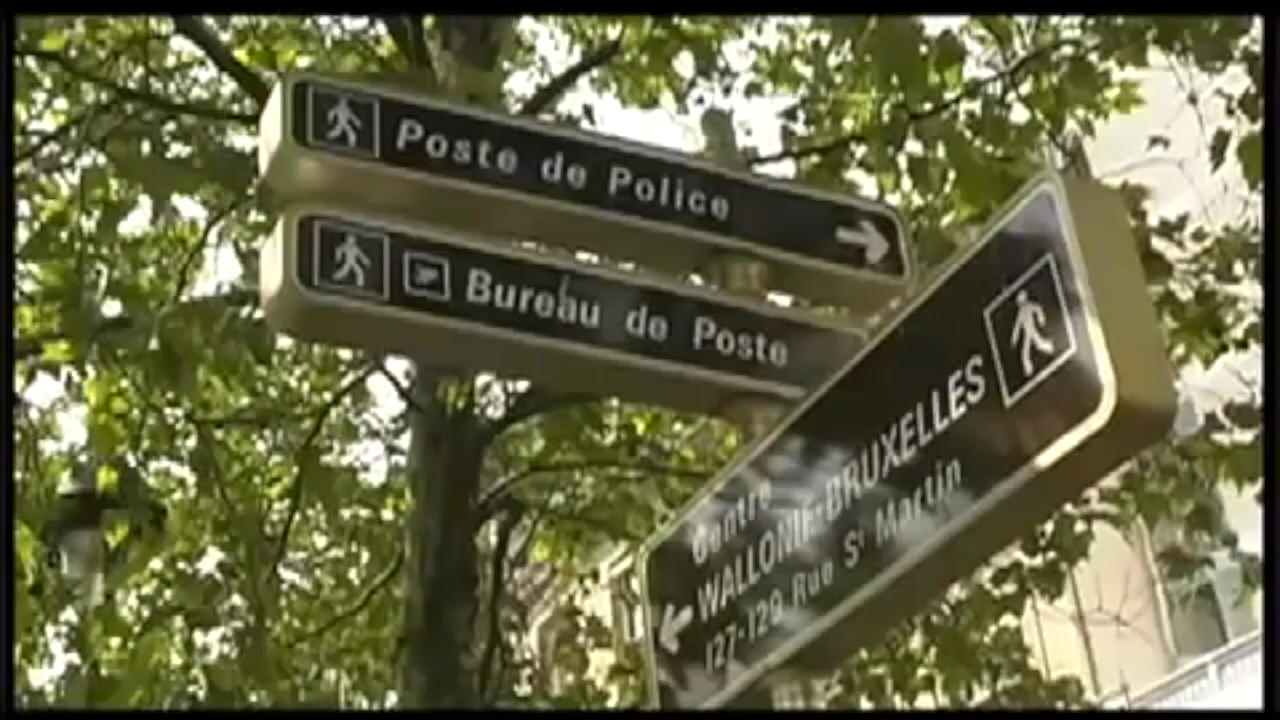 Poste de Police
Bureau de Poste
Centre
WALLONIE-BRUXELLES
127-129 Rue St Martin